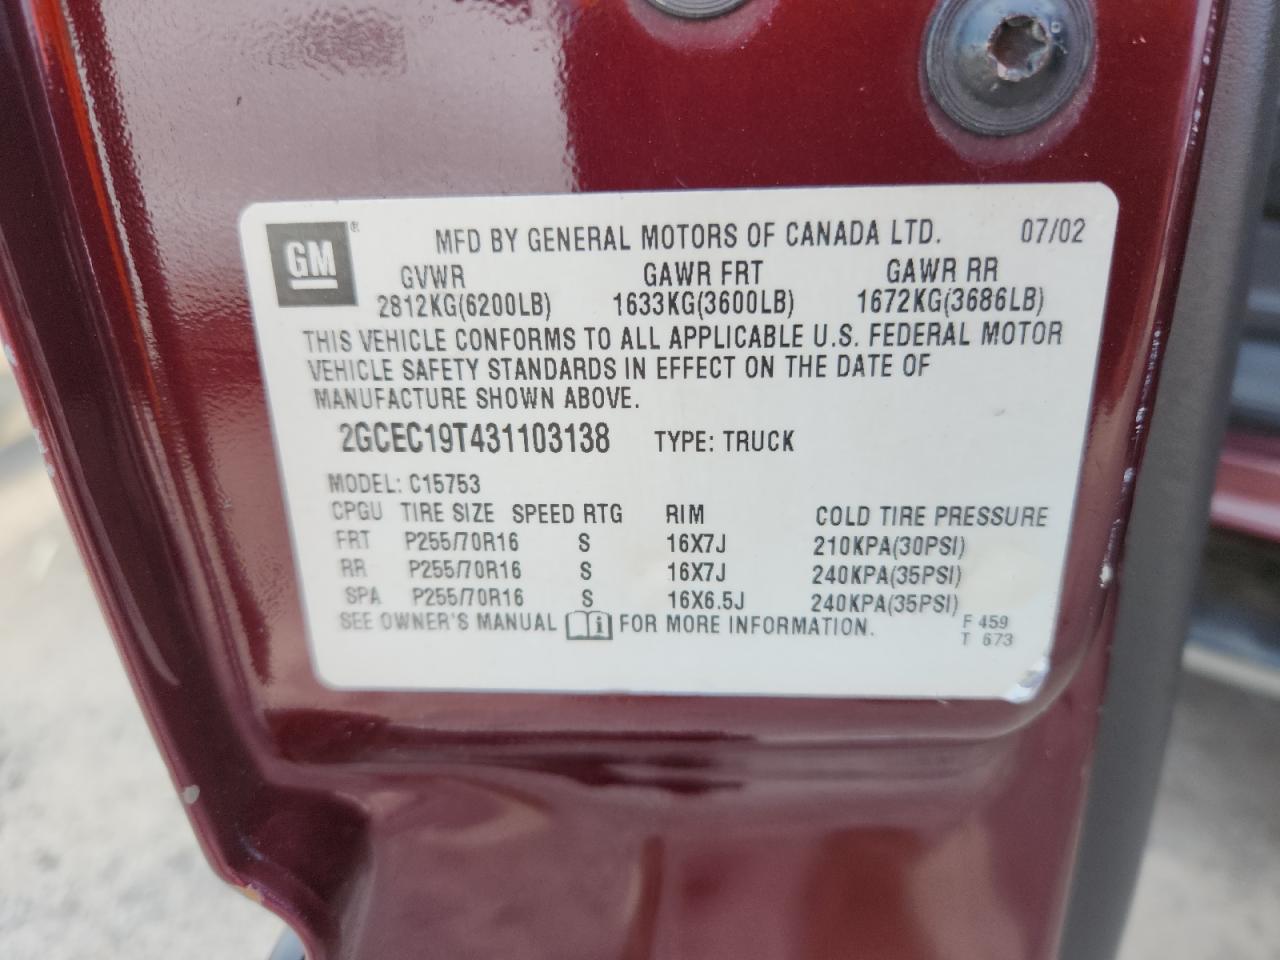 GM®
MFD BY GENERAL MOTORS OF CANADA LTD. 07/02
GVWR GAWR FRT GAWR RR
2812KG(6200LB) 1633KG(3600LB) 1672KG(3686LB)
THIS VEHICLE CONFORMS TO ALL APPLICABLE U.S. FEDERAL MOTOR
VEHICLE SAFETY STANDARDS IN EFFECT ON THE DATE OF
MANUFACTURE SHOWN ABOVE.
2GCEC19T431103138 TYPE: TRUCK
MODEL: C15753
CPGU TIRE SIZE SPEED RTG RIM COLD TIRE PRESSURE
FRT P255/70R16 S 16X7J 210KPA(30PSI)
RR P255/70R16 S 16X7J 240KPA(35PSI)
SPA P255/70R16 S 16X6.5J 240KPA(35PSI)
SEE OWNER'S MANUAL i FOR MORE INFORMATION.
F 459
T 673